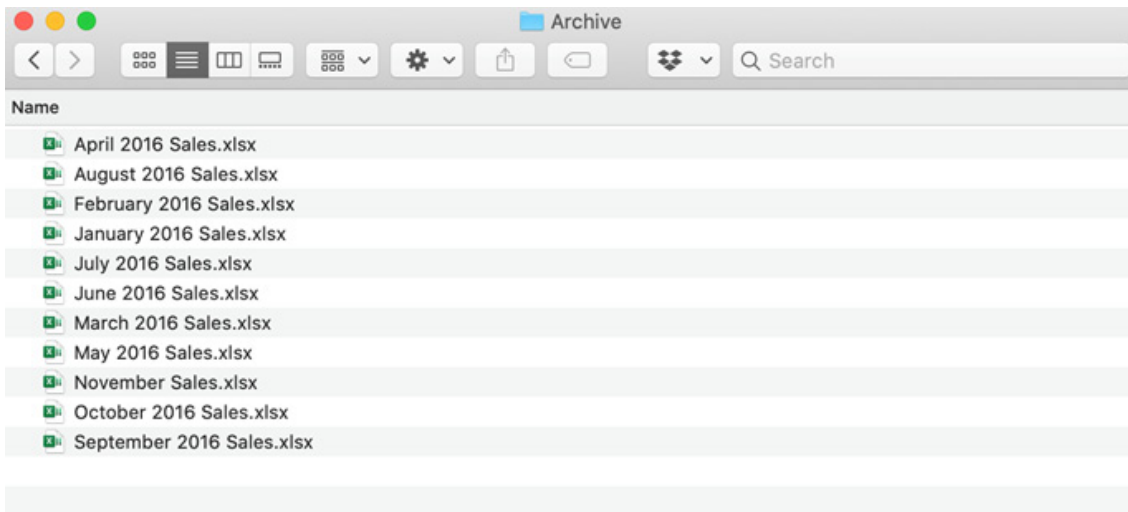 Archive
Search
Name
April 2016 Sales.xlsx
August 2016 Sales.xlsx
February 2016 Sales.xlsx
January 2016 Sales.xlsx
July 2016 Sales.xlsx
June 2016 Sales.xlsx
March 2016 Sales.xlsx
May 2016 Sales.xlsx
November Sales.xlsx
October 2016 Sales.xlsx
September 2016 Sales.xlsx